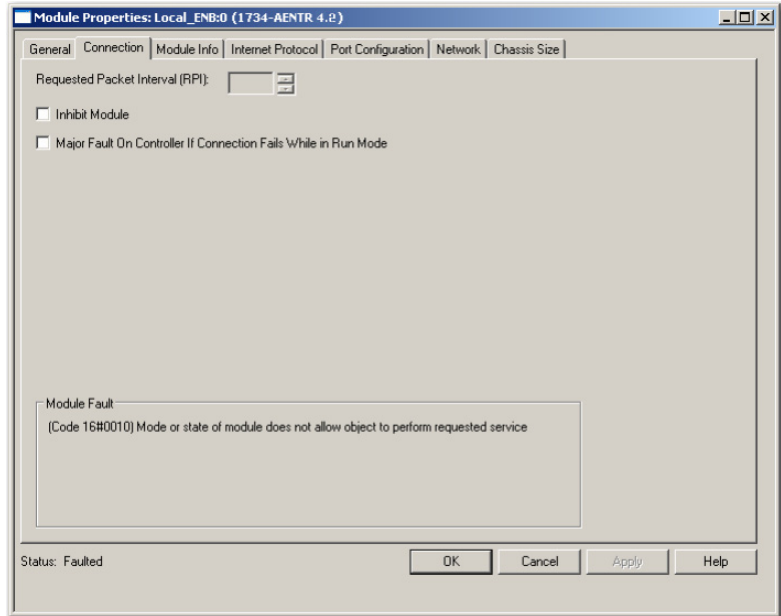 Module Properties: Local_ENB:0 (1734-AENTR 4.2)
General Connection Module Info Internet Protocol Port Configuration Network Chassis Size
Requested Packet Interval (RPI):
Inhibit Module
Major Fault On Controller If Connection Fails While in Run Mode
Module Fault
(Code 16#0010) Mode or state of module does not allow object to perform requested service
Status: Faulted OK Cancel Apply Help